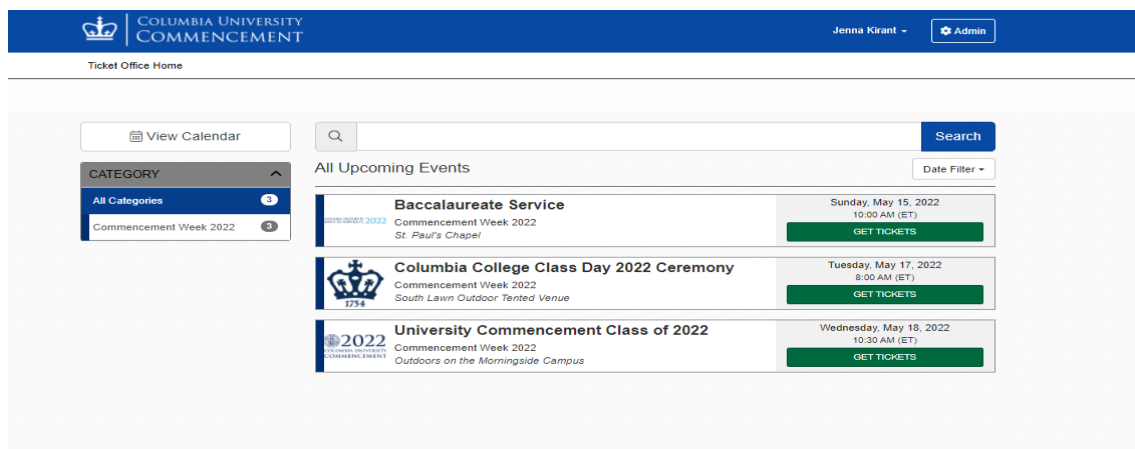 COLUMBIA UNIVERSITY
COMMENCEMENT
Jenna Kirant
Admin
Ticket Office Home
View Calendar
Search
CATEGORY
All Categories 3
Commencement Week 2022 3
All Upcoming Events
Date Filter
2022
Baccalaureate Service
Commencement Week 2022
St. Paul's Chapel
Sunday, May 15, 2022
10:00 AM (ET)
GET TICKETS
1754
Columbia College Class Day 2022 Ceremony
Commencement Week 2022
South Lawn Outdoor Tented Venue
Tuesday, May 17, 2022
8:00 AM (ET)
GET TICKETS
2022
COLUMBIA UNIVERSITY
COMMENCEMENT
University Commencement Class of 2022
Commencement Week 2022
Outdoors on the Morningside Campus
Wednesday, May 18, 2022
10:30 AM (ET)
GET TICKETS